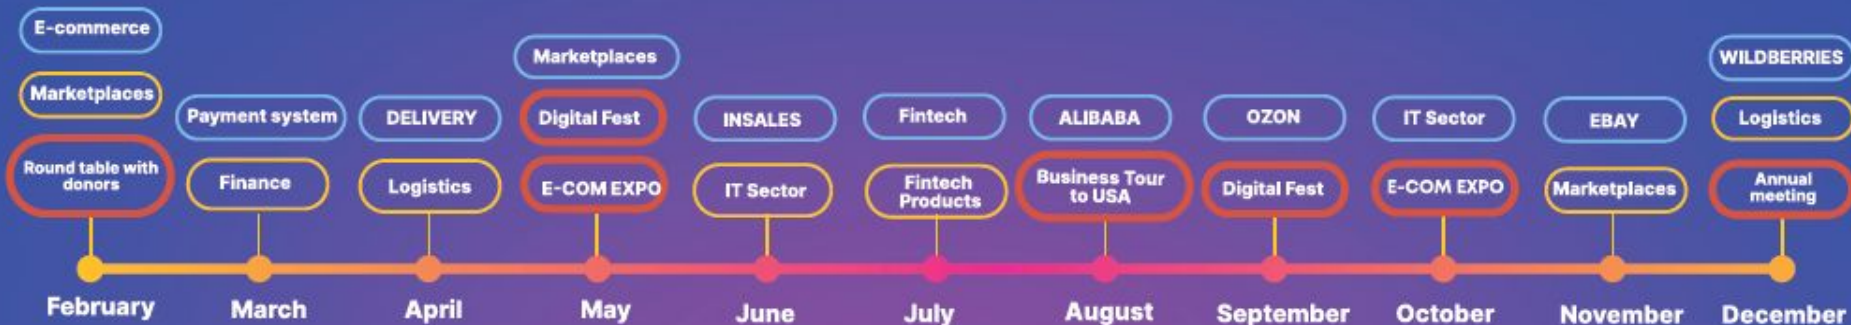 E-commerce
Marketplaces
Round table with
donors
February
Payment system
Finance
March
DELIVERY
Logistics
April
Marketplaces
Digital Fest
E-COM EXPO
May
INSALES
IT Sector
June
Fintech
Fintech
Products
July
ALIBABA
Business Tour
to USA
August
OZON
Digital Fest
September
IT Sector
E-COM EXPO
October
EBAY
Marketplaces
November
WILDBERRIES
Logistics
Annual
meeting
December